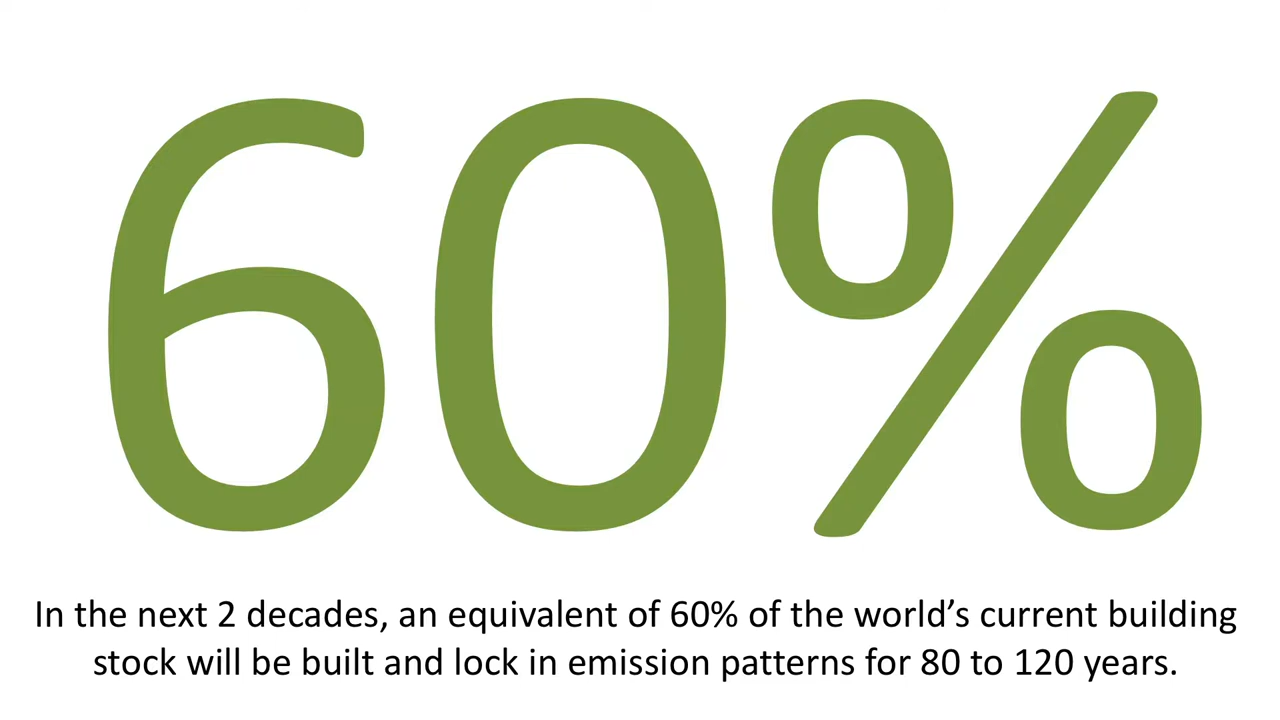 60%
In the next 2 decades, an equivalent of 60% of the world’s current building
stock will be built and lock in emission patterns for 80 to 120 years.